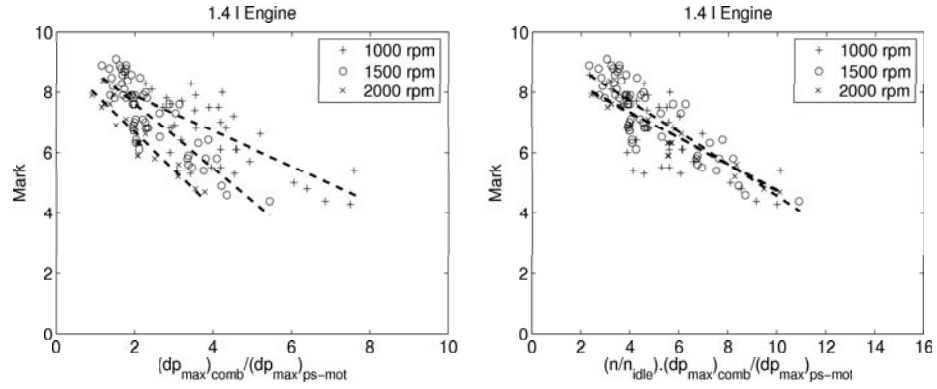 1.4 l Engine
10
8
6
4
2
0
Mark
0 2 4 6 8 10
[dp_max)_comb/(dp_max)_ps-mot
+ 1000 rpm
○ 1500 rpm
× 2000 rpm
1.4 l Engine
10
8
6
4
2
0
Mark
0 2 4 6 8 10 12 14 16
(n/n_idle).(dp_max)_comb/(dp_max)_ps-mot
+ 1000 rpm
○ 1500 rpm
× 2000 rpm